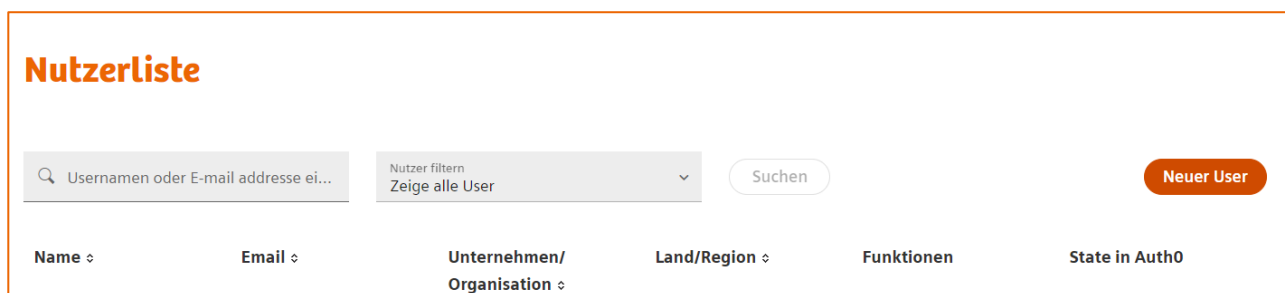 Nutzerliste
Usernamen oder E-mail addresse ei...
Nutzer filtern
Zeige alle User
Suchen
Neuer User
Name
Email
Unternehmen/
Organisation
Land/Region
Funktionen
State in Auth0